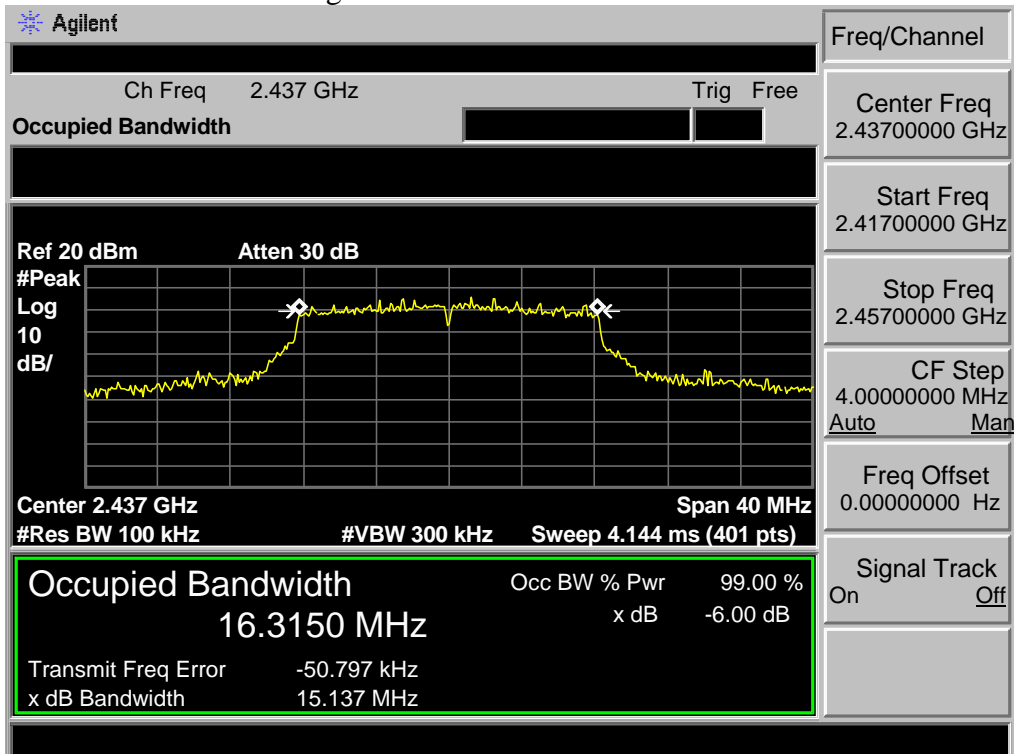 Agilent
Freq/Channel
Ch Freq 2.437 GHz Trig Free
Occupied Bandwidth
Center Freq
2.43700000 GHz
Start Freq
2.41700000 GHz
Stop Freq
2.45700000 GHz
CF Step
4.00000000 MHz
Auto Man
Freq Offset
0.00000000 Hz
Signal Track
On Off
Ref 20 dBm Atten 30 dB
#Peak
Log
10
dB/
Center 2.437 GHz Span 40 MHz
#Res BW 100 kHz #VBW 300 kHz Sweep 4.144 ms (401 pts)
Occupied Bandwidth
16.3150 MHz
Occ BW % Pwr 99.00 %
x dB -6.00 dB
Transmit Freq Error -50.797 kHz
x dB Bandwidth 15.137 MHz